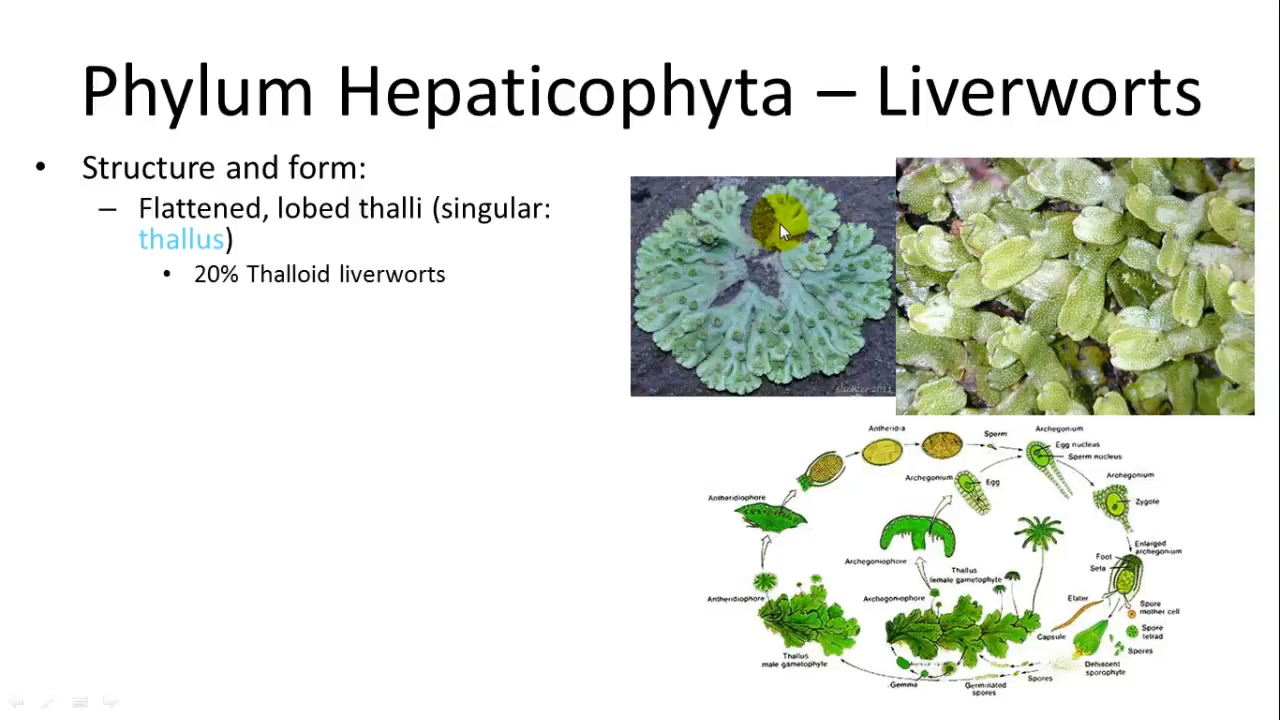 Phylum Hepaticophyta – Liverworts
• Structure and form:
– Flattened, lobed thalli (singular:
thallus)
• 20% Thalloid liverworts
Antheridia
Sperm
Archegonium
Egg nucleus
Sperm nucleus
Archegonium
Egg
Archegonium
Zygote
Antheridiophore
Enlarged
archegonium
Foot
Seta
Archegoniophore
Thallus
female gametophyte
Antheridiophore
Archegoniophore
Elater
Spore
mother cell
Spore
tetrad
Capsule
Spores
Thallus
male gametophyte
Dehiscent
sporophyte
Gemma
Germinated
spores
Spores